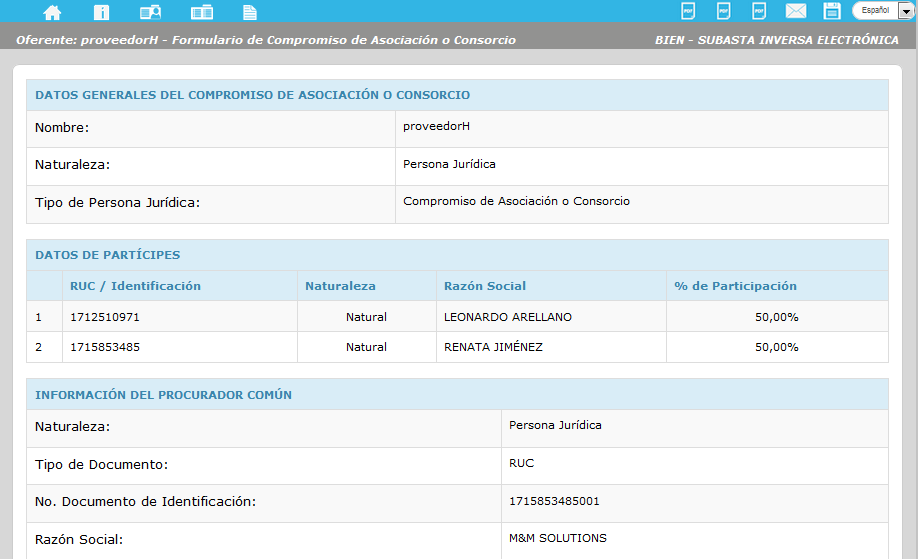 Español
Oferente: proveedorH - Formulario de Compromiso de Asociación o Consorcio BIEN - SUBASTA INVERSA ELECTRÓNICA
DATOS GENERALES DEL COMPROMISO DE ASOCIACIÓN O CONSORCIO
Nombre: proveedorH
Naturaleza: Persona Jurídica
Tipo de Persona Jurídica: Compromiso de Asociación o Consorcio
DATOS DE PARTÍCIPES
RUC / Identificación Naturaleza Razón Social % de Participación
1 1712510971 Natural LEONARDO ARELLANO 50,00%
2 1715853485 Natural RENATA JIMÉNEZ 50,00%
INFORMACIÓN DEL PROCURADOR COMÚN
Naturaleza: Persona Jurídica
Tipo de Documento: RUC
No. Documento de Identificación: 1715853485001
Razón Social: M&M SOLUTIONS